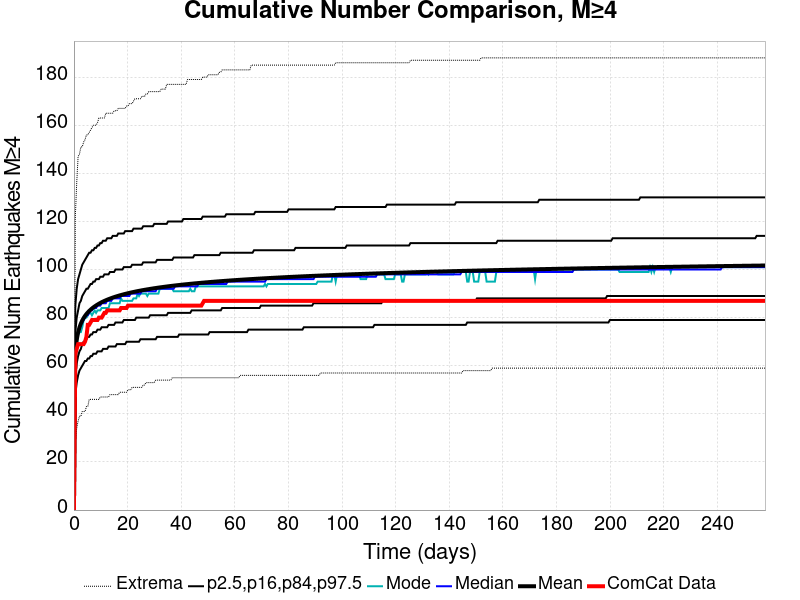 Cumulative Number Comparison, M≥4
Cumulative Num Earthquakes M≥4
180
160
140
120
100
80
60
40
20
0
0 20 40 60 80 100 120 140 160 180 200 220 240
Time (days)
Extrema p2.5,p16,p84,p97.5 Mode Median Mean ComCat Data